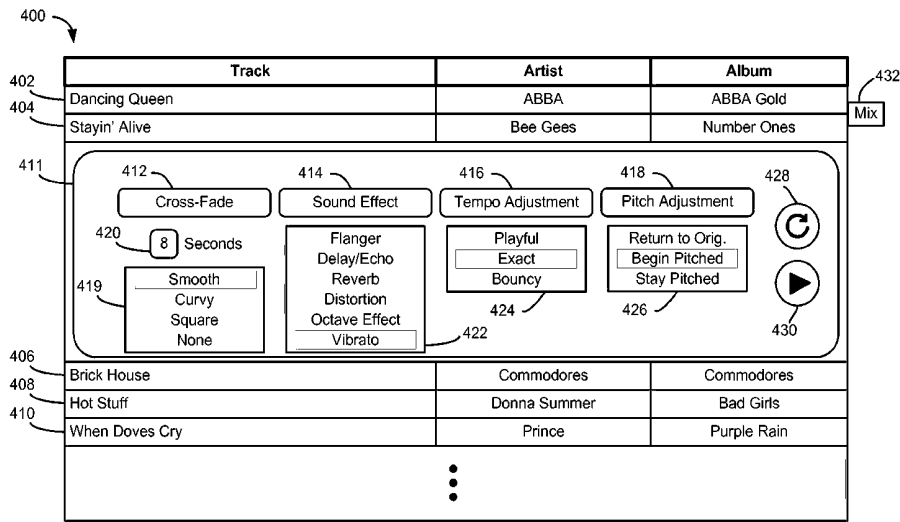 400
Track Artist Album
402 Dancing Queen ABBA ABBA Gold 432
404 Stayin' Alive Bee Gees Number Ones Mix
411 412 414 416 418 428
Cross-Fade Sound Effect Tempo Adjustment Pitch Adjustment
420 8 Seconds Flanger Playful Return to Orig.
Delay/Echo Exact Begin Pitched
419 Smooth Reverb Bouncy Stay Pitched
Curvy Distortion 424 426
Square Octave Effect 430
None Vibrato 422
406 Brick House Commodores Commodores
408 Hot Stuff Donna Summer Bad Girls
410 When Doves Cry Prince Purple Rain